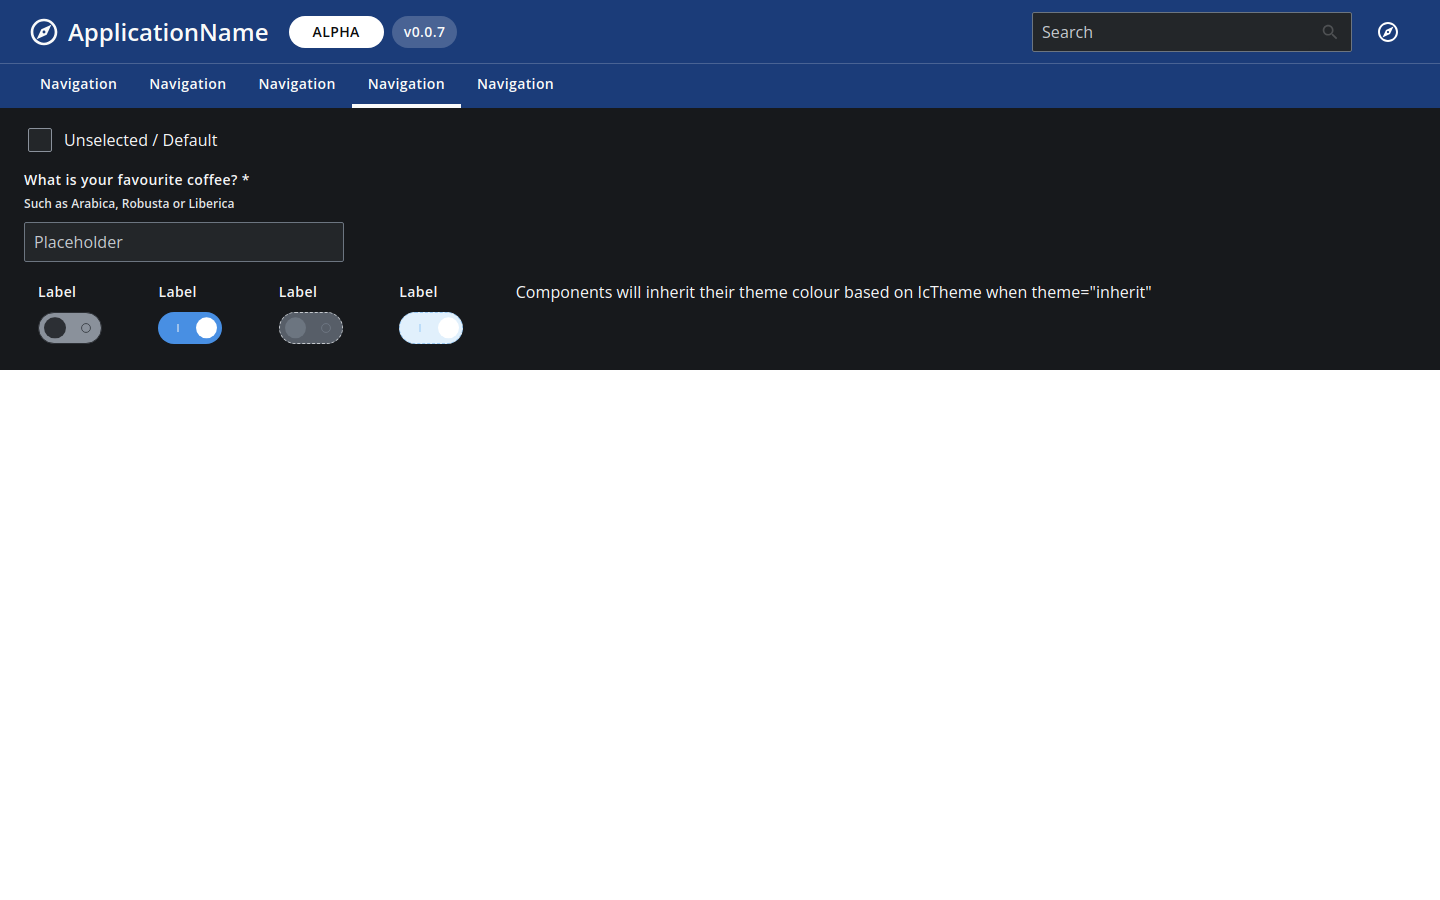 ApplicationName ALPHA v0.0.7 Search
Navigation Navigation Navigation Navigation Navigation
Unselected / Default
What is your favourite coffee? *
Such as Arabica, Robusta or Liberica
Placeholder
Label Label Label Label Components will inherit their theme colour based on IcTheme when theme="inherit"